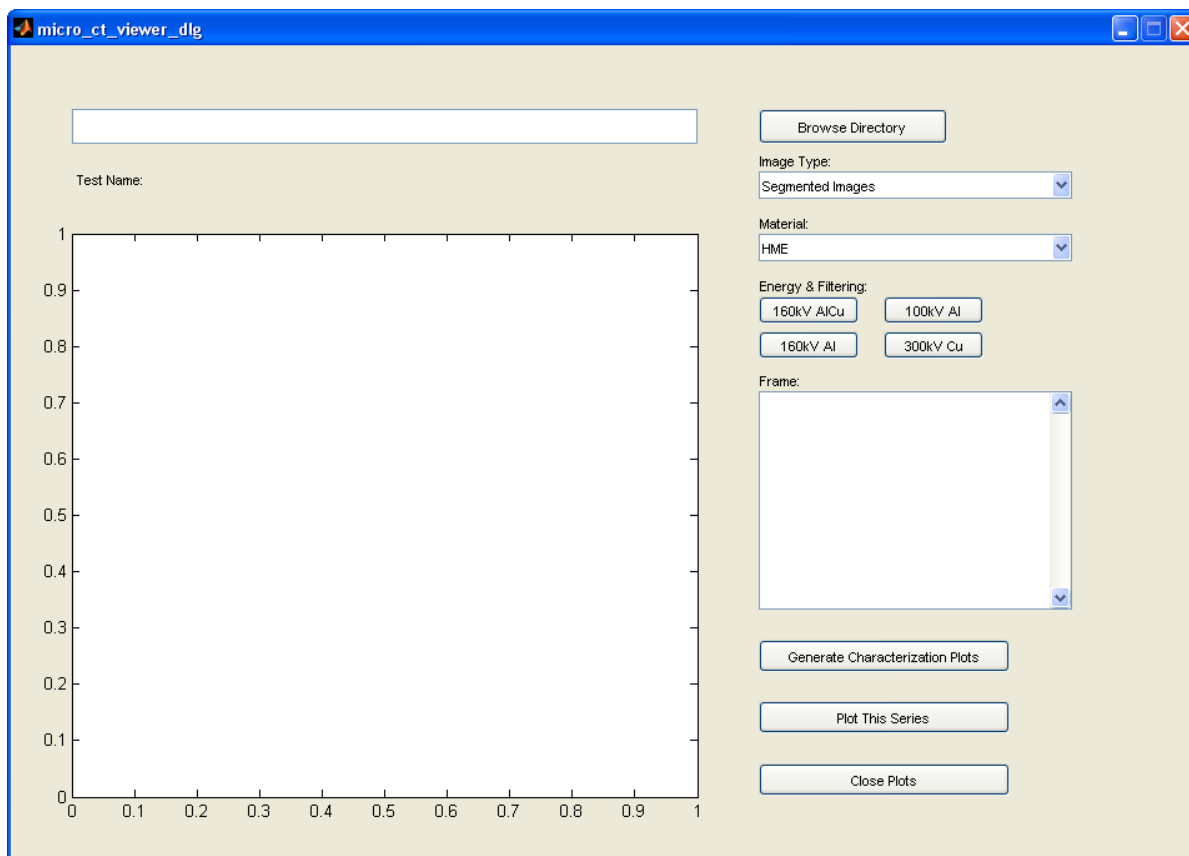 micro_ct_viewer_dlg
Browse Directory
Test Name:
Image Type:
Segmented Images
Material:
HME
Energy & Filtering:
160kV AlCu 100kV Al
160kV Al 300kV Cu
Frame:
Generate Characterization Plots
Plot This Series
Close Plots
1
0.9
0.8
0.7
0.6
0.5
0.4
0.3
0.2
0.1
0
0 0.1 0.2 0.3 0.4 0.5 0.6 0.7 0.8 0.9 1